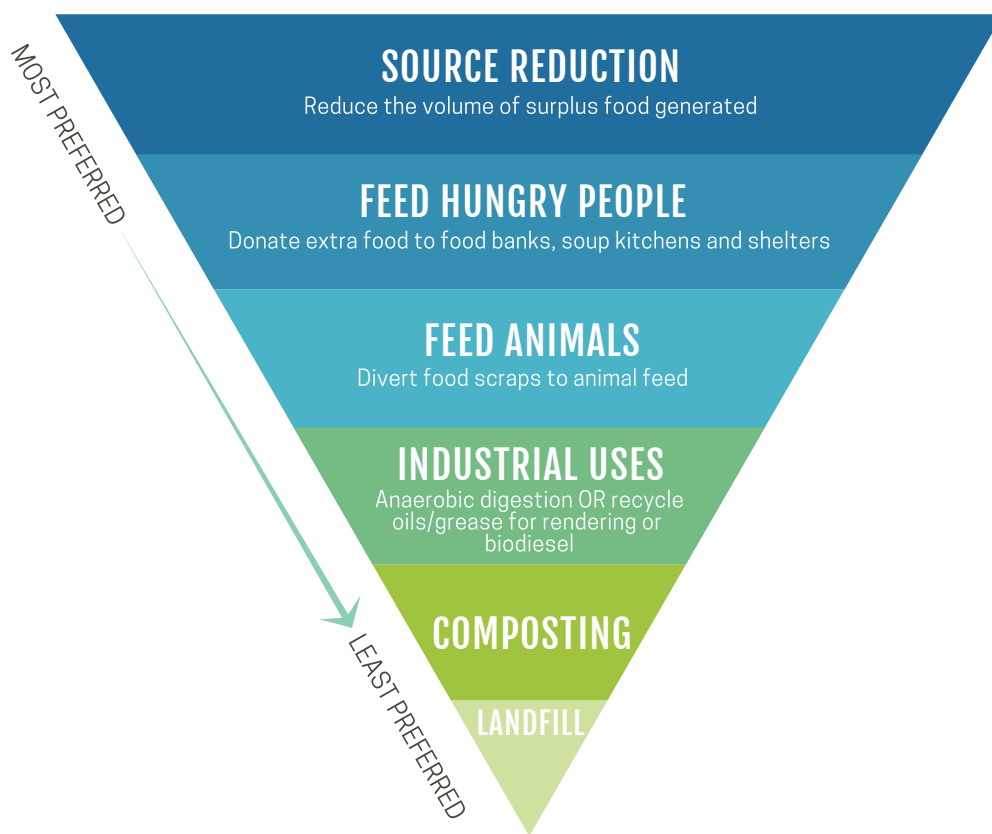 MOST PREFERRED
SOURCE REDUCTION
Reduce the volume of surplus food generated
FEED HUNGRY PEOPLE
Donate extra food to food banks, soup kitchens and shelters
FEED ANIMALS
Divert food scraps to animal feed
INDUSTRIAL USES
Anaerobic digestion OR recycle
oils/grease for rendering or
biodiesel
COMPOSTING
LANDFILL
LEAST PREFERRED